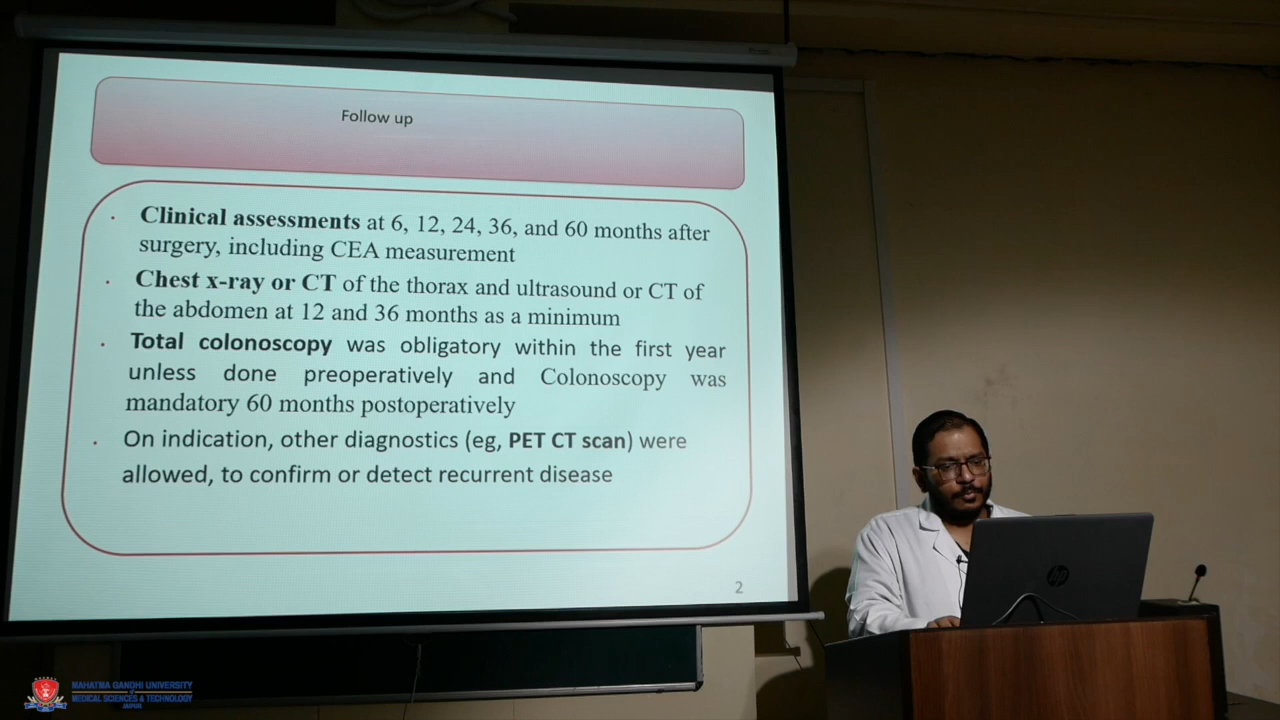 Follow up
Clinical assessments at 6, 12, 24, 36, and 60 months after
surgery, including CEA measurement
Chest x-ray or CT of the thorax and ultrasound or CT of
the abdomen at 12 and 36 months as a minimum
Total colonoscopy was obligatory within the first year
unless done preoperatively and Colonoscopy was
mandatory 60 months postoperatively
On indication, other diagnostics (eg, PET CT scan) were
allowed, to confirm or detect recurrent disease
2
hp
MAHATMA GANDHI UNIVERSITY
of
MEDICAL SCIENCES & TECHNOLOGY
JAIPUR